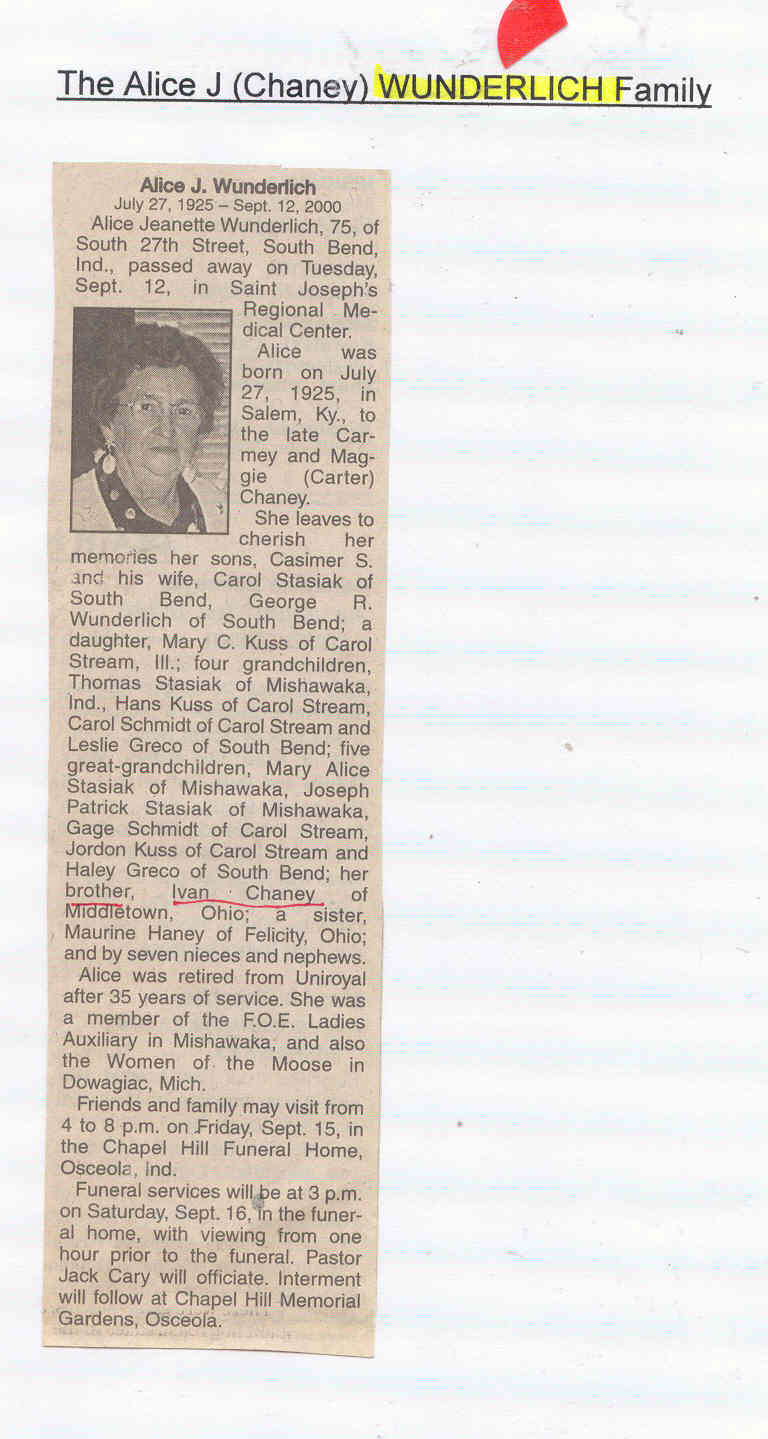 The Alice J (Chaney) WUNDERLICH Family
Alice J. Wunderlich
July 27, 1925 – Sept. 12, 2000
Alice Jeanette Wunderlich, 75, of
South 27th Street, South Bend,
Ind., passed away on Tuesday,
Sept. 12, in Saint Joseph's
Regional Me-
dical Center.
Alice was
born on July
27, 1925, in
Salem, Ky., to
the late Car-
mey and Mag-
gie (Carter)
Chaney.
She leaves to
cherish her
memories her sons, Casimer S.
and his wife, Carol Stasiak of
South Bend, George R.
Wunderlich of South Bend; a
daughter, Mary C. Kuss of Carol
Stream, Ill.; four grandchildren,
Thomas Stasiak of Mishawaka,
Ind., Hans Kuss of Carol Stream,
Carol Schmidt of Carol Stream and
Leslie Greco of South Bend; five
great-grandchildren, Mary Alice
Stasiak of Mishawaka, Joseph
Patrick Stasiak of Mishawaka,
Gage Schmidt of Carol Stream,
Jordon Kuss of Carol Stream and
Haley Greco of South Bend; her
brother, Ivan Chaney of
Middletown, Ohio; a sister,
Maurine Haney of Felicity, Ohio;
and by seven nieces and nephews.
Alice was retired from Uniroyal
after 35 years of service. She was
a member of the F.O.E. Ladies
Auxiliary in Mishawaka, and also
the Women of the Moose in
Dowagiac, Mich.
Friends and family may visit from
4 to 8 p.m. on Friday, Sept. 15, in
the Chapel Hill Funeral Home,
Osceola, Ind.
Funeral services will be at 3 p.m.
on Saturday, Sept. 16, in the funer-
al home, with viewing from one
hour prior to the funeral. Pastor
Jack Cary will officiate. Interment
will follow at Chapel Hill Memorial
Gardens, Osceola.